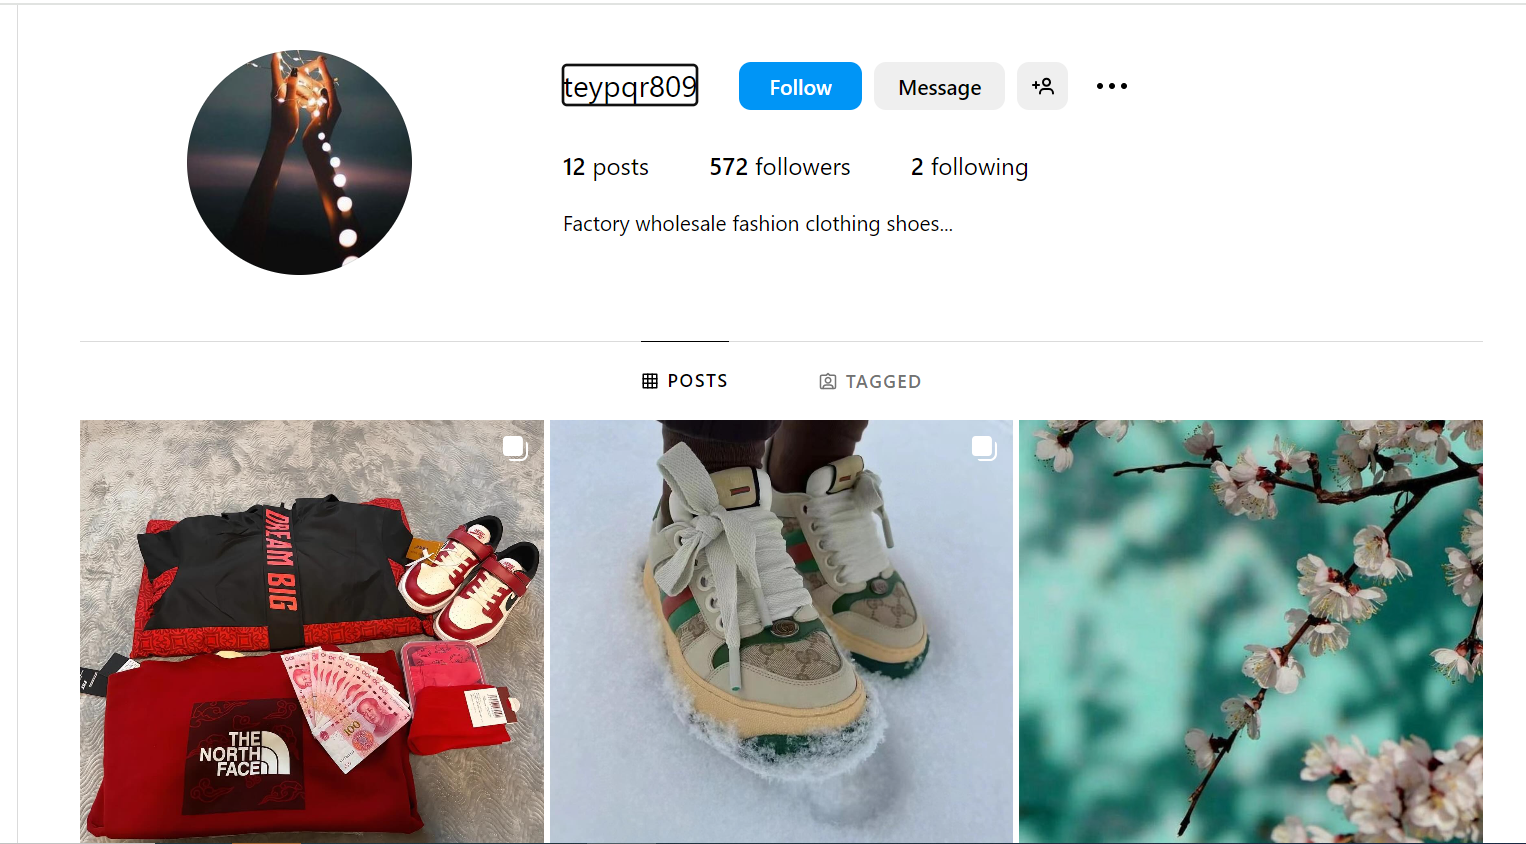 teypqr809
Follow
Message
12 posts
572 followers
2 following
Factory wholesale fashion clothing shoes...
POSTS
TAGGED
DREAM BIG
THE
NORTH
FACE
100